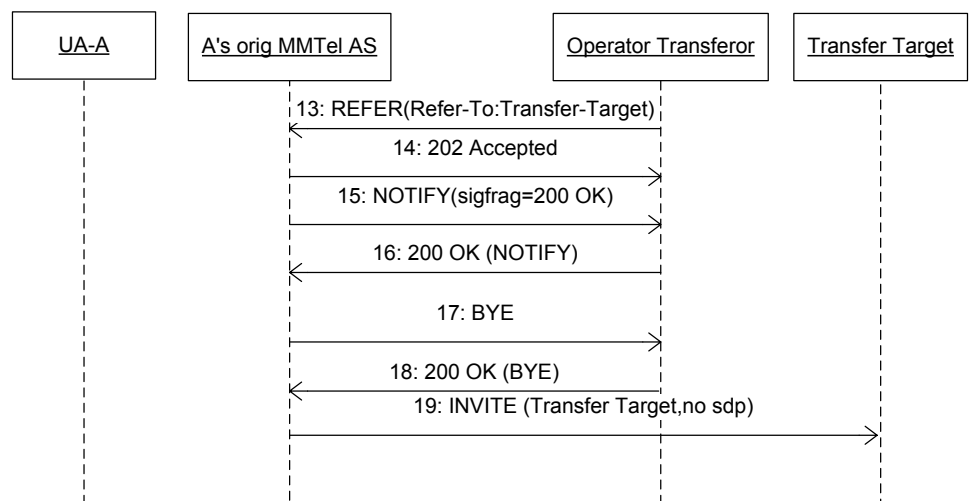 UA-A
A's orig MMTel AS
Operator Transferor
Transfer Target
13: REFER(Refer-To:Transfer-Target)
14: 202 Accepted
15: NOTIFY(sigfrag=200 OK)
16: 200 OK (NOTIFY)
17: BYE
18: 200 OK (BYE)
19: INVITE (Transfer Target,no sdp)